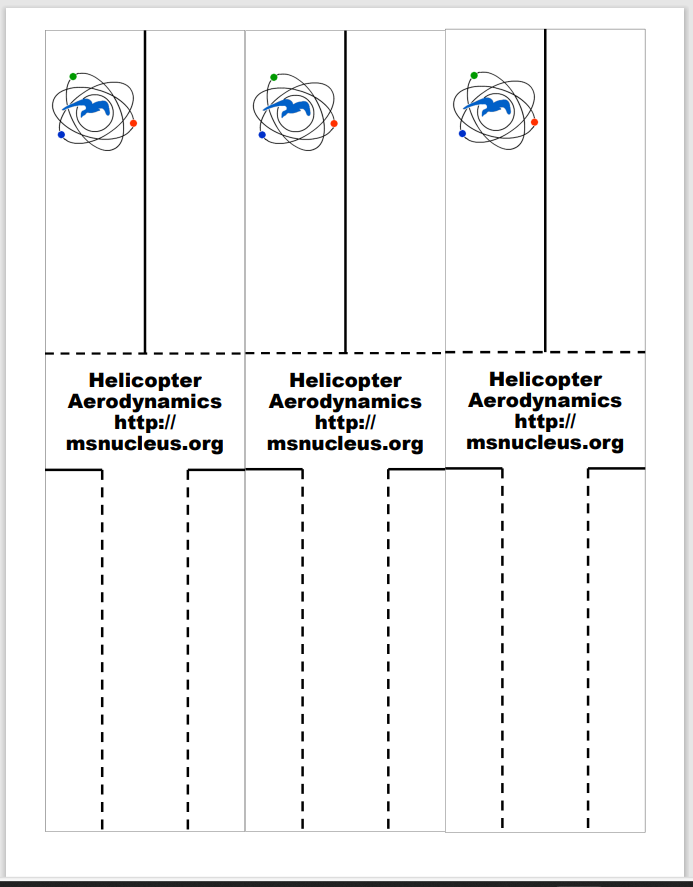 Helicopter
Aerodynamics
http://
msnucleus.org
Helicopter
Aerodynamics
http://
msnucleus.org
Helicopter
Aerodynamics
http://
msnucleus.org